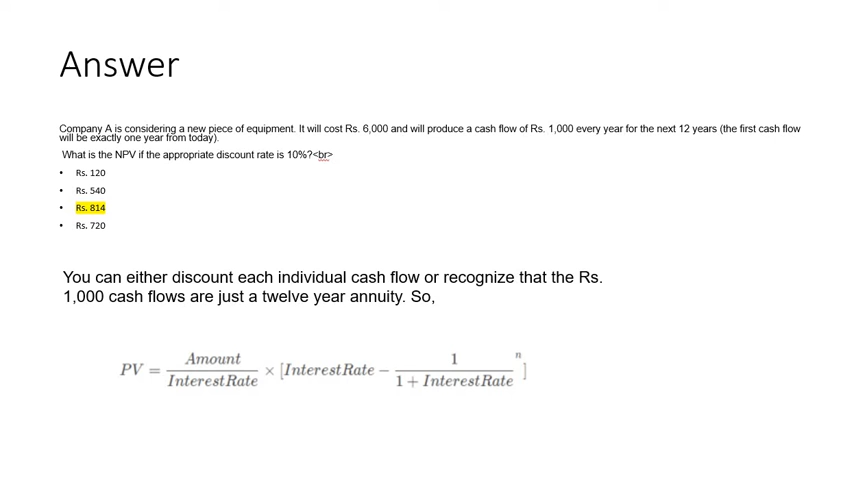 Answer
Company A is considering a new piece of equipment. It will cost Rs. 6,000 and will produce a cash flow of Rs. 1,000 every year for the next 12 years (the first cash flow
will be exactly one year from today).
What is the NPV if the appropriate discount rate is 10%?<br>
• Rs. 120
• Rs. 540
• Rs. 814
• Rs. 720
You can either discount each individual cash flow or recognize that the Rs.
1,000 cash flows are just a twelve year annuity. So,
PV = Amount / InterestRate × [InterestRate − 1 / 1 + InterestRate ^n ]